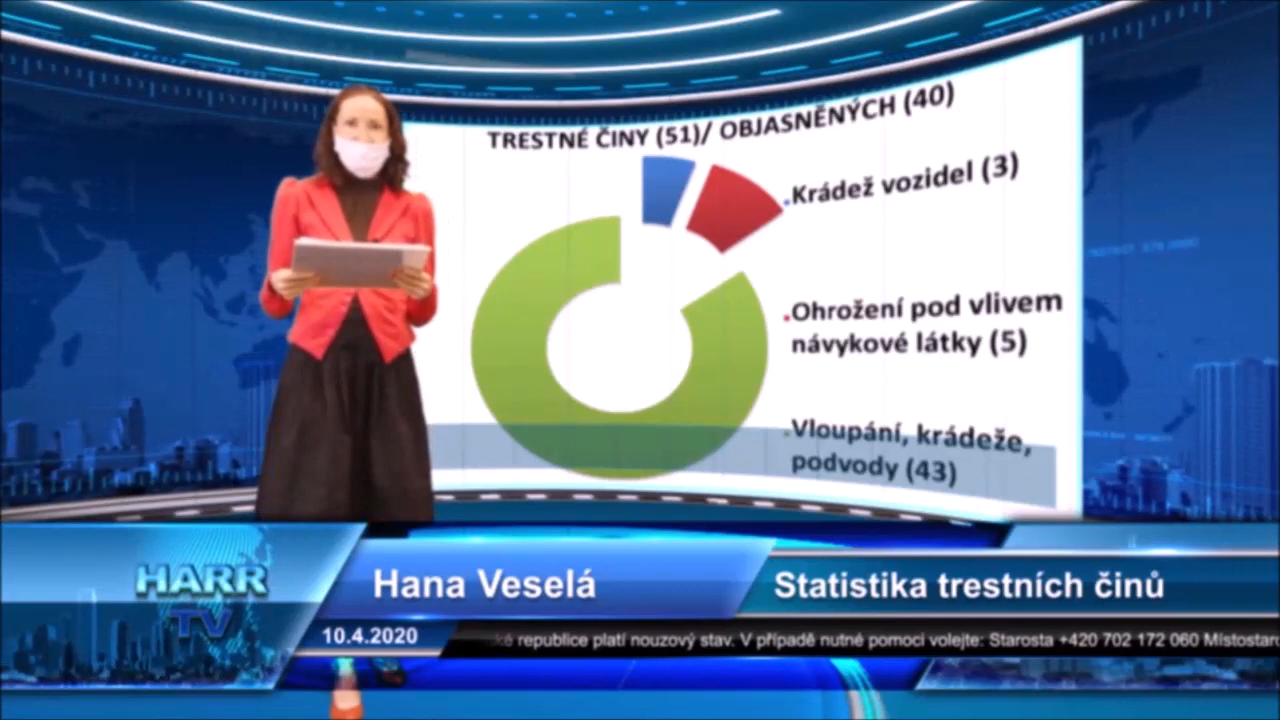 TRESTNÉ ČINY (51)/ OBJASNĚNÝCH (40)
Krádež vozidel (3)
Ohrožení pod vlivem
návykové látky (5)
Vloupání, krádeže,
podvody (43)
HARR
TV
Hana Veselá
Statistika trestních činů
10.4.2020
republice platí nouzový stav. V případě nutné pomoci volejte: Starosta +420 702 172 060